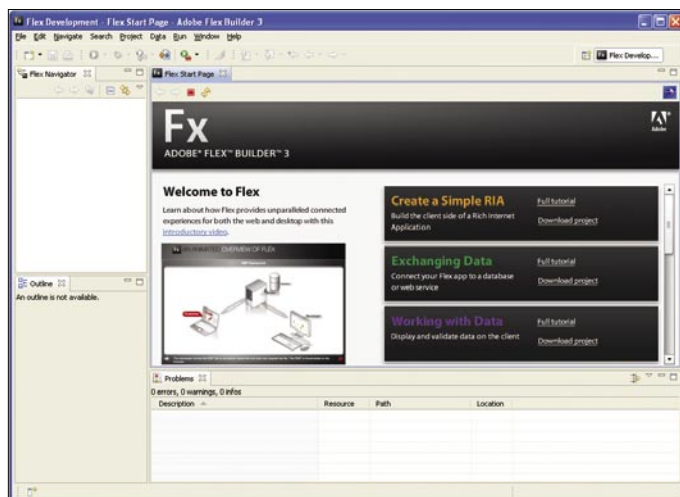 Flex Development - Flex Start Page - Adobe Flex Builder 3
File Edit Navigate Search Project Data Run Window Help
Flex Develop...
Flex Navigator
Flex Start Page
Fx
ADOBE® FLEX™ BUILDER™ 3
Adobe
Welcome to Flex
Learn about how Flex provides unparalleled connected
experiences for both the web and desktop with this
introductory video.
OVERVIEW OF FLEX
Create a Simple RIA
Build the client side of a Rich Internet
Application
Full tutorial
Download project
Exchanging Data
Connect your Flex app to a database
or web service
Full tutorial
Download project
Working with Data
Display and validate data on the client
Full tutorial
Download project
Outline
An outline is not available.
Problems
0 errors, 0 warnings, 0 infos
Description Resource Path Location